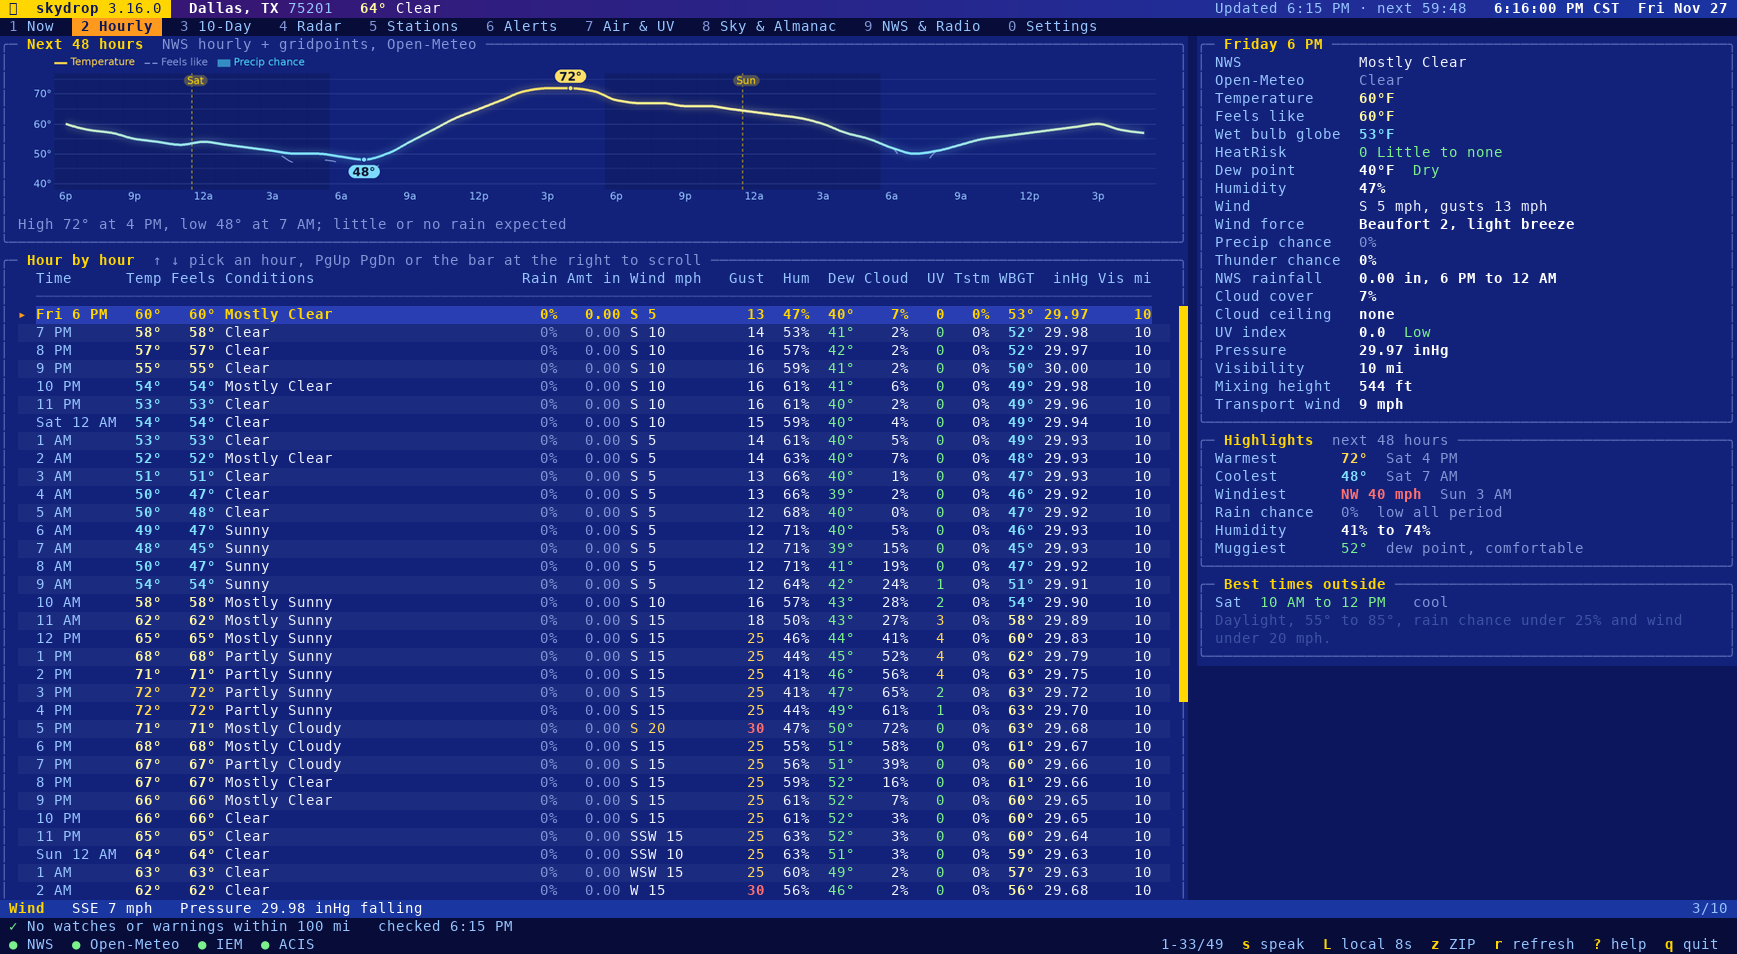 skydrop 3.16.0  Dallas, TX 75201   64° Clear   Updated 6:15 PM · next 59:48   6:16:00 PM CST  Fri Nov 27
1 Now  2 Hourly  3 10-Day  4 Radar  5 Stations  6 Alerts  7 Air & UV  8 Sky & Almanac  9 NWS & Radio  0 Settings
Next 48 hours  NWS hourly + gridpoints, Open-Meteo
Temperature  Feels like  Precip chance
Sat  72°  Sun
70°
60°
50°
48°
40°
6p 9p 12a 3a 6a 9a 12p 3p 6p 9p 12a 3a 6a 9a 12p 3p
High 72° at 4 PM, low 48° at 7 AM; little or no rain expected
Hour by hour  ↑ ↓ pick an hour, PgUp PgDn or the bar at the right to scroll
Time Temp Feels Conditions Rain Amt in Wind mph Gust Hum Dew Cloud UV Tstm WBGT inHg Vis mi
▸ Fri 6 PM 60° 60° Mostly Clear 0% 0.00 S 5 13 47% 40° 7% 0 0% 53° 29.97 10
7 PM 58° 58° Clear 0% 0.00 S 10 14 53% 41° 2% 0 0% 52° 29.98 10
8 PM 57° 57° Clear 0% 0.00 S 10 16 57% 42° 2% 0 0% 52° 29.97 10
9 PM 55° 55° Clear 0% 0.00 S 10 16 59% 41° 2% 0 0% 50° 30.00 10
10 PM 54° 54° Mostly Clear 0% 0.00 S 10 16 61% 41° 6% 0 0% 49° 29.98 10
11 PM 53° 53° Clear 0% 0.00 S 10 16 61% 40° 2% 0 0% 49° 29.96 10
Sat 12 AM 54° 54° Clear 0% 0.00 S 10 15 59% 40° 4% 0 0% 49° 29.94 10
1 AM 53° 53° Clear 0% 0.00 S 5 14 61% 40° 5% 0 0% 49° 29.93 10
2 AM 52° 52° Mostly Clear 0% 0.00 S 5 14 63% 40° 7% 0 0% 48° 29.93 10
3 AM 51° 51° Clear 0% 0.00 S 5 13 66% 40° 1% 0 0% 47° 29.93 10
4 AM 50° 47° Clear 0% 0.00 S 5 13 66% 39° 2% 0 0% 46° 29.92 10
5 AM 50° 48° Clear 0% 0.00 S 5 12 68% 40° 0% 0 0% 47° 29.92 10
6 AM 49° 47° Sunny 0% 0.00 S 5 12 71% 40° 5% 0 0% 46° 29.93 10
7 AM 48° 45° Sunny 0% 0.00 S 5 12 71% 39° 15% 0 0% 45° 29.93 10
8 AM 50° 47° Sunny 0% 0.00 S 5 12 71% 41° 19% 0 0% 47° 29.92 10
9 AM 54° 54° Sunny 0% 0.00 S 5 12 64% 42° 24% 1 0% 51° 29.91 10
10 AM 58° 58° Mostly Sunny 0% 0.00 S 10 16 57% 43° 28% 2 0% 54° 29.90 10
11 AM 62° 62° Mostly Sunny 0% 0.00 S 15 18 50% 43° 27% 3 0% 58° 29.89 10
12 PM 65° 65° Mostly Sunny 0% 0.00 S 15 25 46% 44° 41% 4 0% 60° 29.83 10
1 PM 68° 68° Partly Sunny 0% 0.00 S 15 25 44% 45° 52% 4 0% 62° 29.79 10
2 PM 71° 71° Partly Sunny 0% 0.00 S 15 25 41% 46° 56% 4 0% 63° 29.75 10
3 PM 72° 72° Partly Sunny 0% 0.00 S 15 25 41% 47° 65% 2 0% 63° 29.72 10
4 PM 72° 72° Partly Sunny 0% 0.00 S 15 25 44% 49° 61% 1 0% 63° 29.70 10
5 PM 71° 71° Mostly Cloudy 0% 0.00 S 20 30 47% 50° 72% 0 0% 63° 29.68 10
6 PM 68° 68° Mostly Cloudy 0% 0.00 S 15 25 55% 51° 58% 0 0% 61° 29.67 10
7 PM 67° 67° Partly Cloudy 0% 0.00 S 15 25 56% 51° 39% 0 0% 60° 29.66 10
8 PM 67° 67° Mostly Clear 0% 0.00 S 15 25 59% 52° 16% 0 0% 61° 29.66 10
9 PM 66° 66° Mostly Clear 0% 0.00 S 15 25 61% 52° 7% 0 0% 60° 29.65 10
10 PM 66° 66° Clear 0% 0.00 S 15 25 61% 52° 3% 0 0% 60° 29.65 10
11 PM 65° 65° Clear 0% 0.00 SSW 15 25 63% 52° 3% 0 0% 60° 29.64 10
Sun 12 AM 64° 64° Clear 0% 0.00 SSW 10 25 63% 51° 3% 0 0% 59° 29.63 10
1 AM 63° 63° Clear 0% 0.00 WSW 15 25 60% 49° 2% 0 0% 57° 29.63 10
2 AM 62° 62° Clear 0% 0.00 W 15 30 56% 46° 2% 0 0% 56° 29.68 10
Friday 6 PM
NWS Mostly Clear
Open-Meteo Clear
Temperature 60°F
Feels like 60°F
Wet bulb globe 53°F
HeatRisk 0 Little to none
Dew point 40°F Dry
Humidity 47%
Wind S 5 mph, gusts 13 mph
Wind force Beaufort 2, light breeze
Precip chance 0%
Thunder chance 0%
NWS rainfall 0.00 in, 6 PM to 12 AM
Cloud cover 7%
Cloud ceiling none
UV index 0.0 Low
Pressure 29.97 inHg
Visibility 10 mi
Mixing height 544 ft
Transport wind 9 mph
Highlights  next 48 hours
Warmest 72° Sat 4 PM
Coolest 48° Sat 7 AM
Windiest NW 40 mph Sun 3 AM
Rain chance 0% low all period
Humidity 41% to 74%
Muggiest 52° dew point, comfortable
Best times outside
Sat 10 AM to 12 PM cool
Daylight, 55° to 85°, rain chance under 25% and wind
under 20 mph.
Wind SSE 7 mph Pressure 29.98 inHg falling 3/10
✓ No watches or warnings within 100 mi checked 6:15 PM
● NWS ● Open-Meteo ● IEM ● ACIS 1-33/49 s speak L local 8s z ZIP r refresh ? help q quit